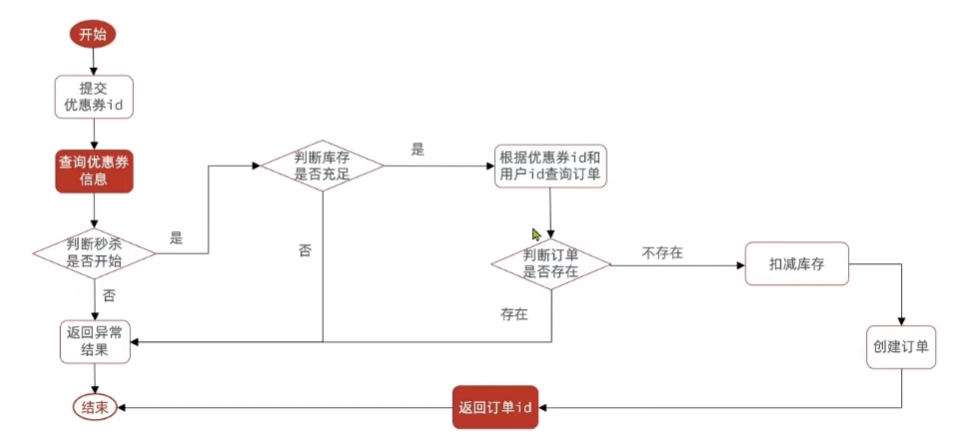 开始
提交
优惠券id
查询优惠券
信息
判断秒杀
是否开始
是
否
返回异常
结果
结束
判断库存
是否充足
是
否
根据优惠券id和
用户id查询订单
判断订单
是否存在
不存在
存在
扣减库存
创建订单
返回订单id